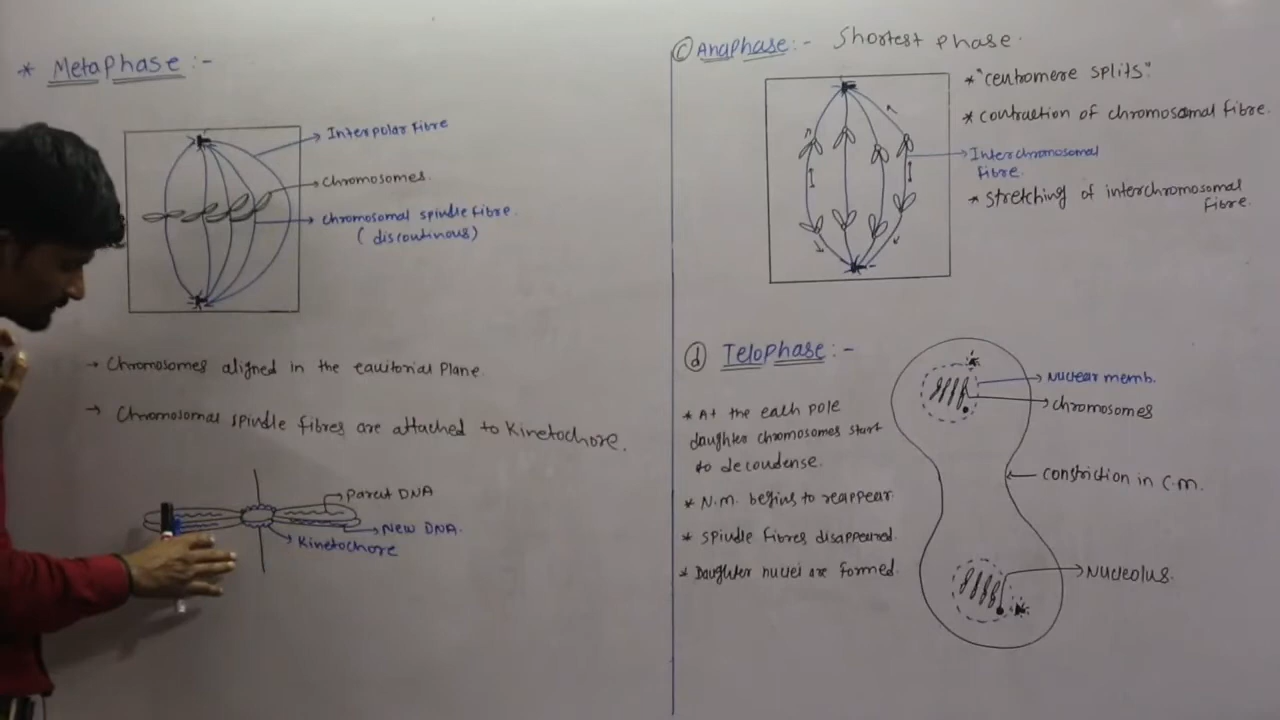 * Metaphase :-
Interpolar Fibre
Chromosomes.
Chromosomal spindle fibre.
(discontinous)
→ Chromosomes aligned in the equitorial Plane.
→ Chromosomal spindle fibres are attached to Kinetochore.
Parent DNA
New DNA.
Kinetochore
(c) Anaphase :- Shortest phase.
* "centromere splits".
* contraction of chromosomal fibre.
Interchromosomal
fibre.
* stretching of interchromosomal
fibre.
(d) Telophase :-
* At the each pole
daughter chromosomes start
to decondense.
* N.m. begins to reappear
* spindle fibres disappeared.
* Daughter nuclei are formed.
Nuclear memb.
chromosomes
constriction in C.M.
Nucleolus.